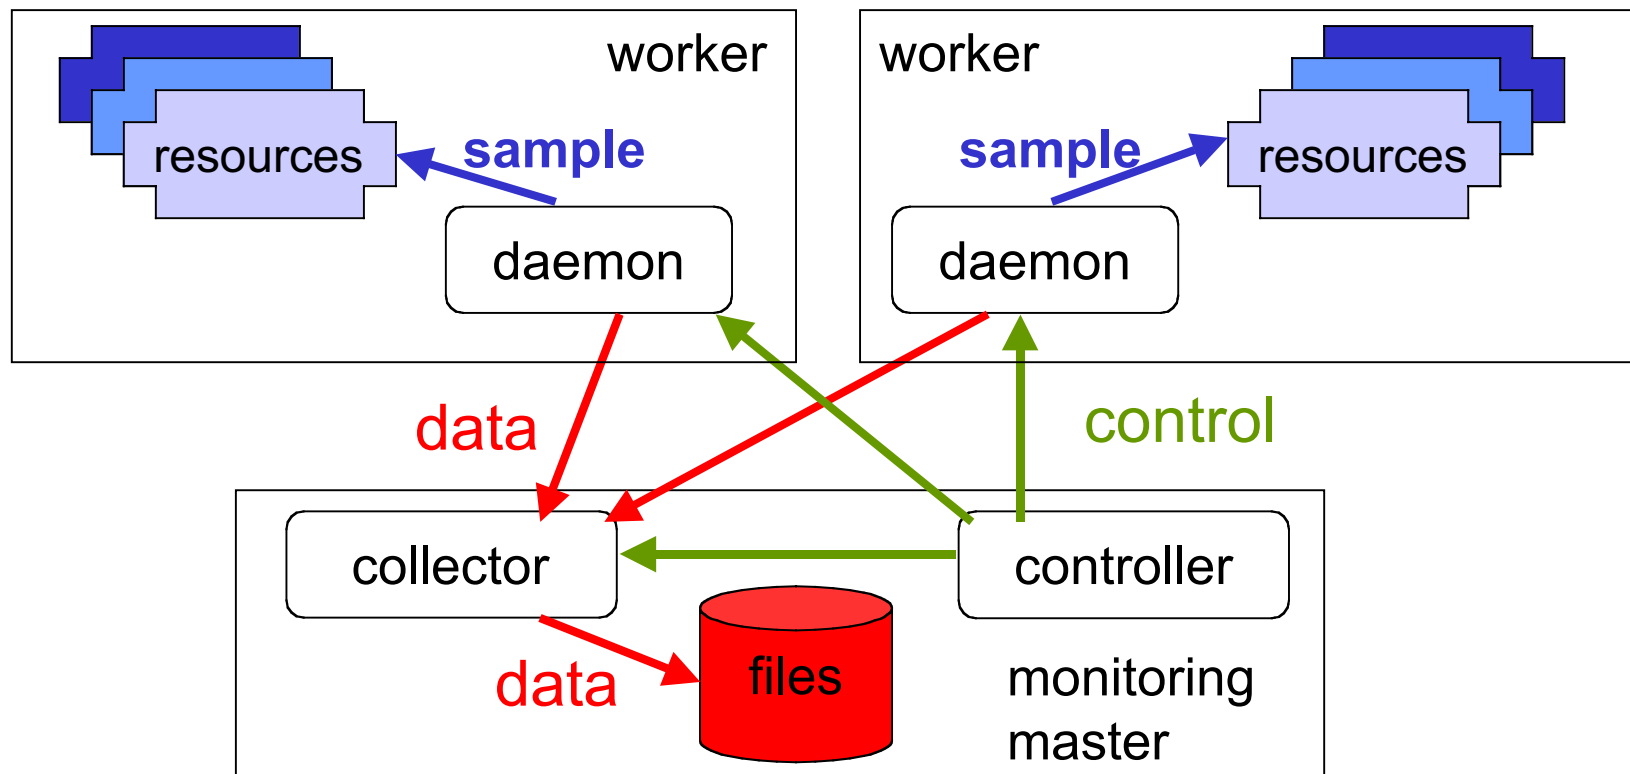 worker
worker
resources
sample
sample
resources
daemon
daemon
data
control
collector
controller
data
files
monitoring
master